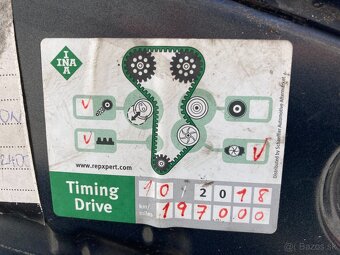 INA
www.repxpert.com
Timing
Drive
10/2018
km/
miles
197000
Distributed by Schaeffler Automotive Aftermarket
Bazos.sk